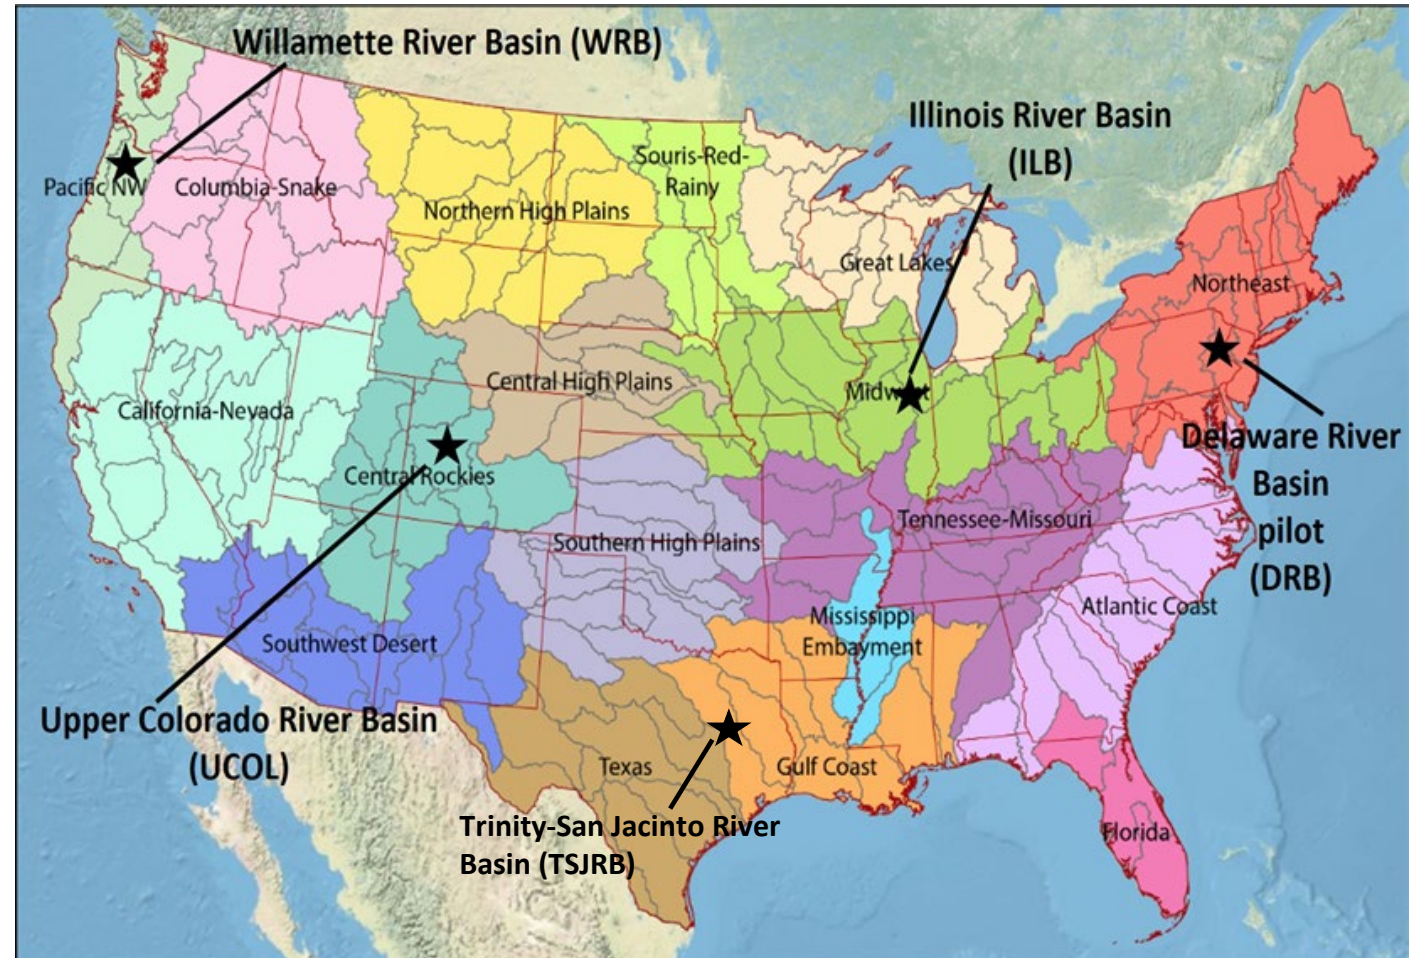 Willamette River Basin (WRB)
Illinois River Basin
(ILB)
Souris-Red-
Rainy
Pacific NW
Columbia-Snake
Northern High Plains
Great Lakes
Northeast
Central High Plains
Midwest
California-Nevada
Delaware River
Basin
pilot
(DRB)
Central Rockies
Tennessee-Missouri
Southern High Plains
Atlantic Coast
Mississippi
Embayment
Southwest Desert
Upper Colorado River Basin
(UCOL)
Texas
Gulf Coast
Trinity-San Jacinto River
Basin (TSJRB)
Florida